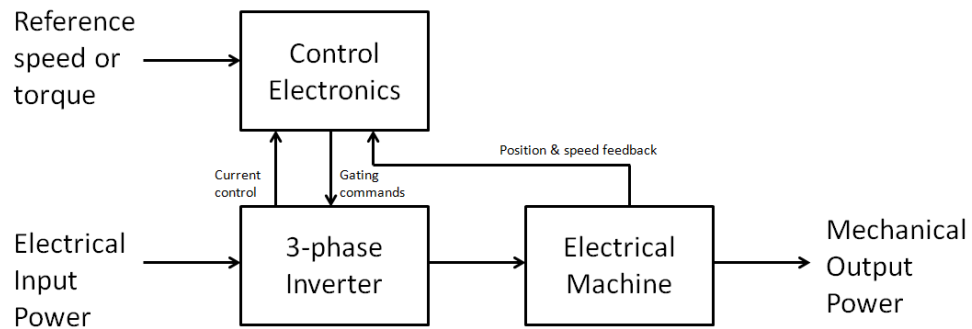 Reference
speed or
torque
Control
Electronics
Position & speed feedback
Current
control
Gating
commands
Electrical
Input
Power
3-phase
Inverter
Electrical
Machine
Mechanical
Output
Power